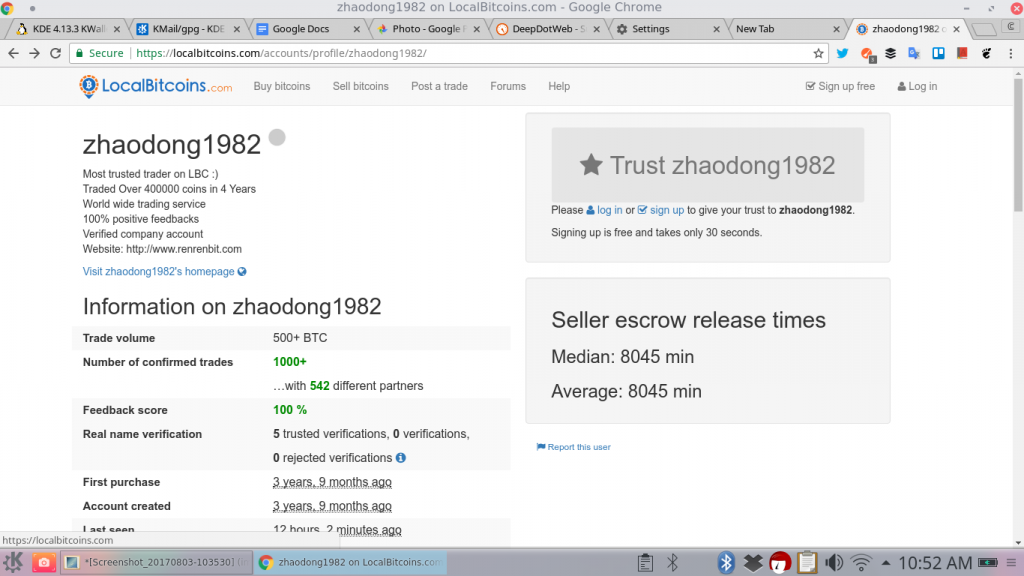 zhaodong1982 on LocalBitcoins.com - Google Chrome
KDE 4.13.3 KWall
KMail/gpg - KDE
Google Docs
Photo - Google P
DeepDotWeb - S
Settings
New Tab
zhaodong1982 o
Secure
https://localbitcoins.com/accounts/profile/zhaodong1982/
LocalBitcoins.com
Buy bitcoins
Sell bitcoins
Post a trade
Forums
Help
Sign up free
Log in
zhaodong1982
Most trusted trader on LBC :)
Traded Over 400000 coins in 4 Years
World wide trading service
100% positive feedbacks
Verified company account
Website: http://www.renrenbit.com
Visit zhaodong1982's homepage
Information on zhaodong1982
Trade volume 500+ BTC
Number of confirmed trades 1000+
…with 542 different partners
Feedback score 100 %
Real name verification 5 trusted verifications, 0 verifications,
0 rejected verifications
First purchase 3 years, 9 months ago
Account created 3 years, 9 months ago
Last seen 12 hours, 2 minutes ago
Trust zhaodong1982
Please log in or sign up to give your trust to zhaodong1982.
Signing up is free and takes only 30 seconds.
Seller escrow release times
Median: 8045 min
Average: 8045 min
Report this user
https://localbitcoins.com
*[Screenshot_20170803-103530] (
zhaodong1982 on LocalBitcoins.com
10:52 AM